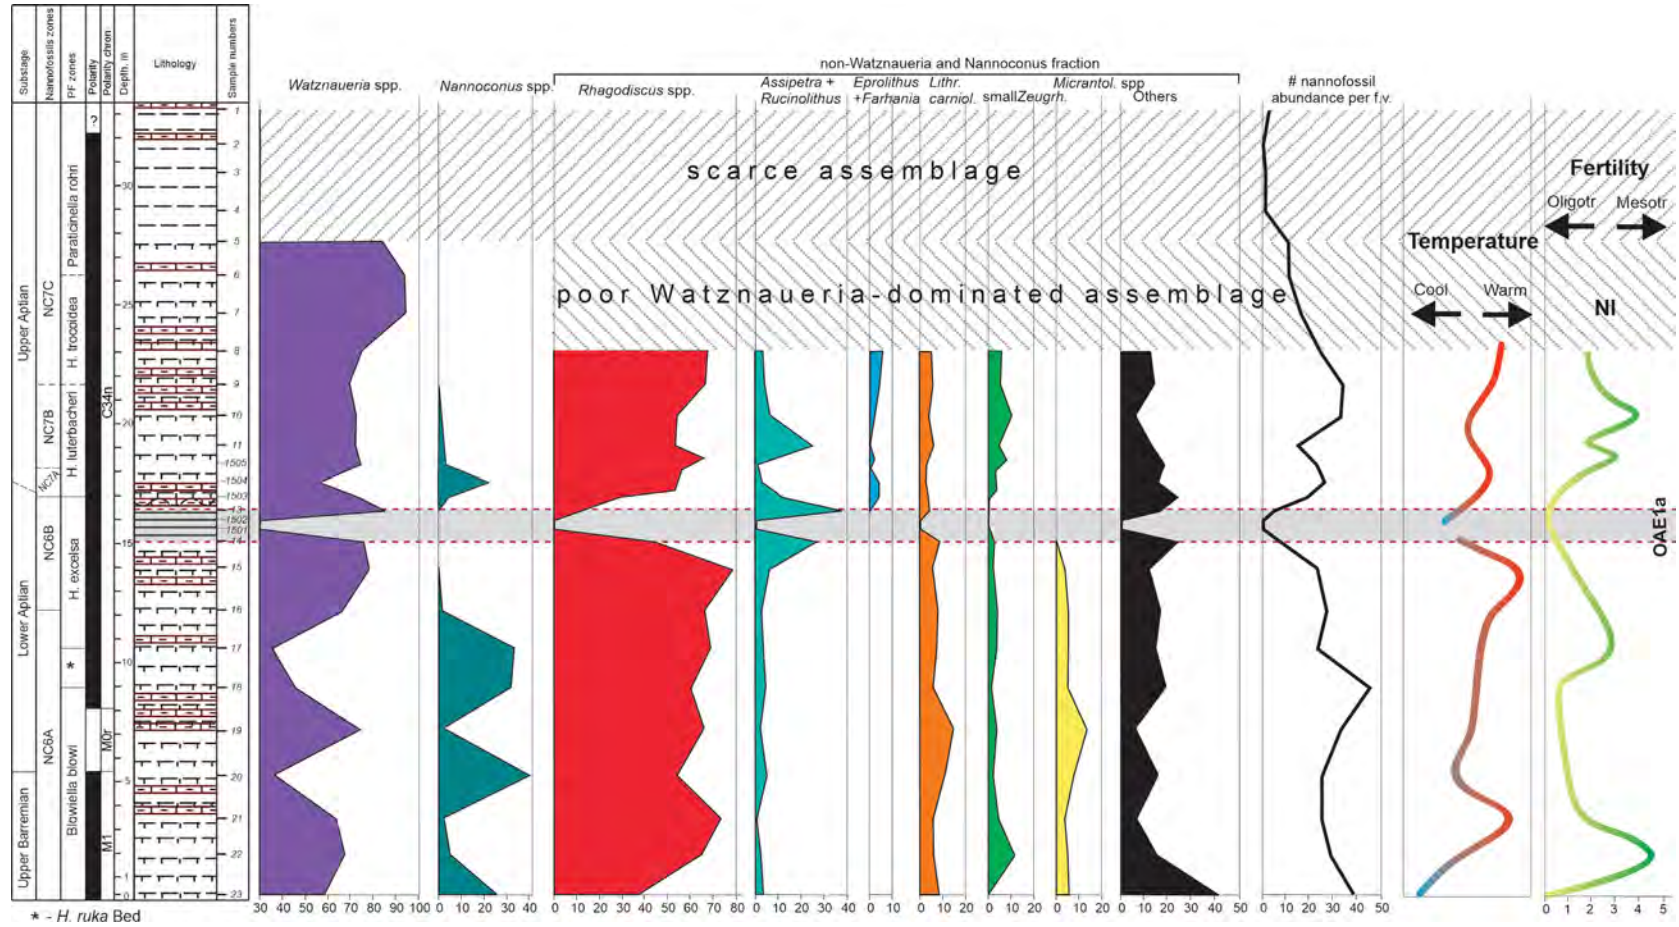 Substage
Nannofossils zones
PF zones
Polarity
Polarity chron
Depth, m
Lithology
Sample numbers
non-Watznaueria and Nannoconus fraction
Watznaueria spp.
Nannoconus spp.
Rhagodiscus spp.
Assipetra +
Rucinolithus
Eprolithus
+Farhania
Lithr.
carniol.
smallZeugrh.
Micrantol. spp
Others
# nannofossil
abundance per f.v.
Upper Aptian
Lower Aptian
Upper Barremian
NC7C
NC7B
NC7A
NC6B
NC6A
Paraticinella rohri
H. trocoidea
H. luterbacheri
H. excelsa
*
Blowiella blowi
?
C34n
M0r
M1
30
25
20
15
10
5
1
0
1
2
3
4
5
6
7
8
9
10
11
1505
1504
1503
13
1502
1501
14
15
16
17
18
19
20
21
22
23
scarce assemblage
poor Watznaueria-dominated assemblage
Temperature
Cool
Warm
Fertility
Oligotr
Mesotr
NI
OAE1a
30 40 50 60 70 80 90 100
0 10 20 30 40
0 10 20 30 40 50 60 70 80
0 10 20 30 40
0 10
0 10 20
0 10 20
0 10 20
0 10 20 30 40 50
0 10 20 30 40 50
0 1 2 3 4 5
* - H. ruka Bed